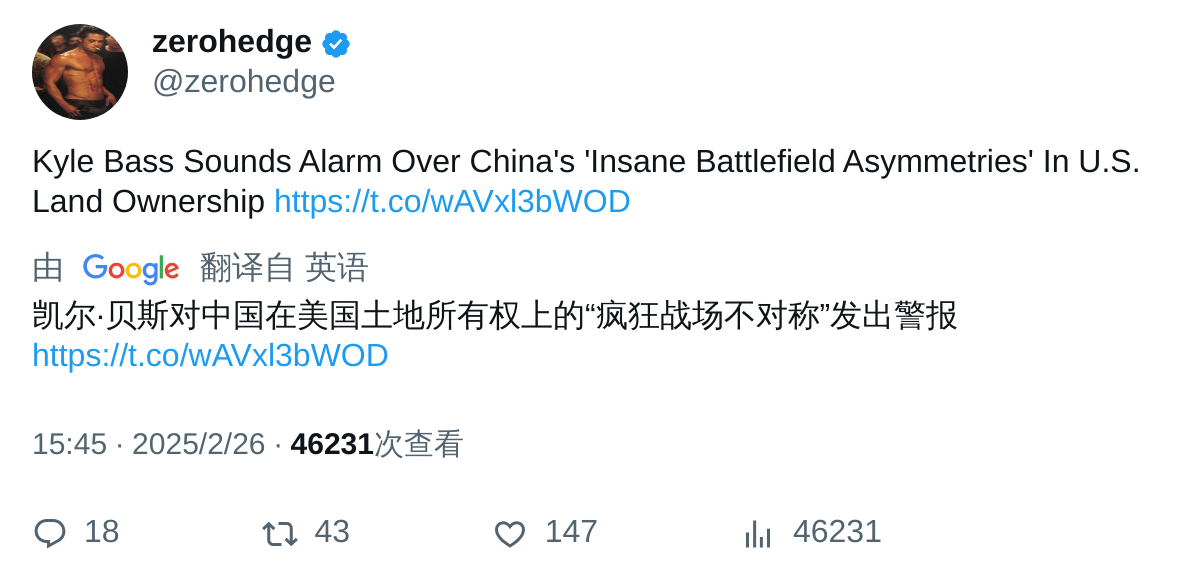 zerohedge
@zerohedge
Kyle Bass Sounds Alarm Over China's 'Insane Battlefield Asymmetries' In U.S.
Land Ownership https://t.co/wAVxl3bWOD
由 Google 翻译自 英语
凯尔·贝斯对中国在美国土地所有权上的“疯狂战场不对称”发出警报
https://t.co/wAVxl3bWOD
15:45 · 2025/2/26 · 46231次查看
18 43 147 46231